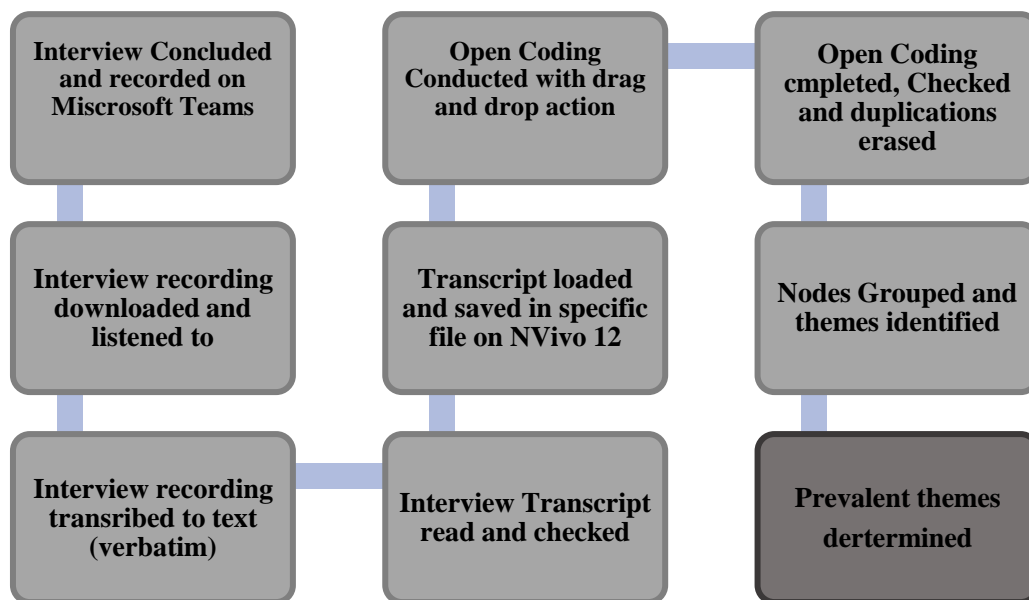 Interview Concluded
and recorded on
Miscrosoft Teams
Interview recording
downloaded and
listened to
Interview recording
transribed to text
(verbatim)
Interview Transcript
read and checked
Transcript loaded
and saved in specific
file on NVivo 12
Open Coding
Conducted with drag
and drop action
Open Coding
cmpleted, Checked
and duplications
erased
Nodes Grouped and
themes identified
Prevalent themes
dertermined